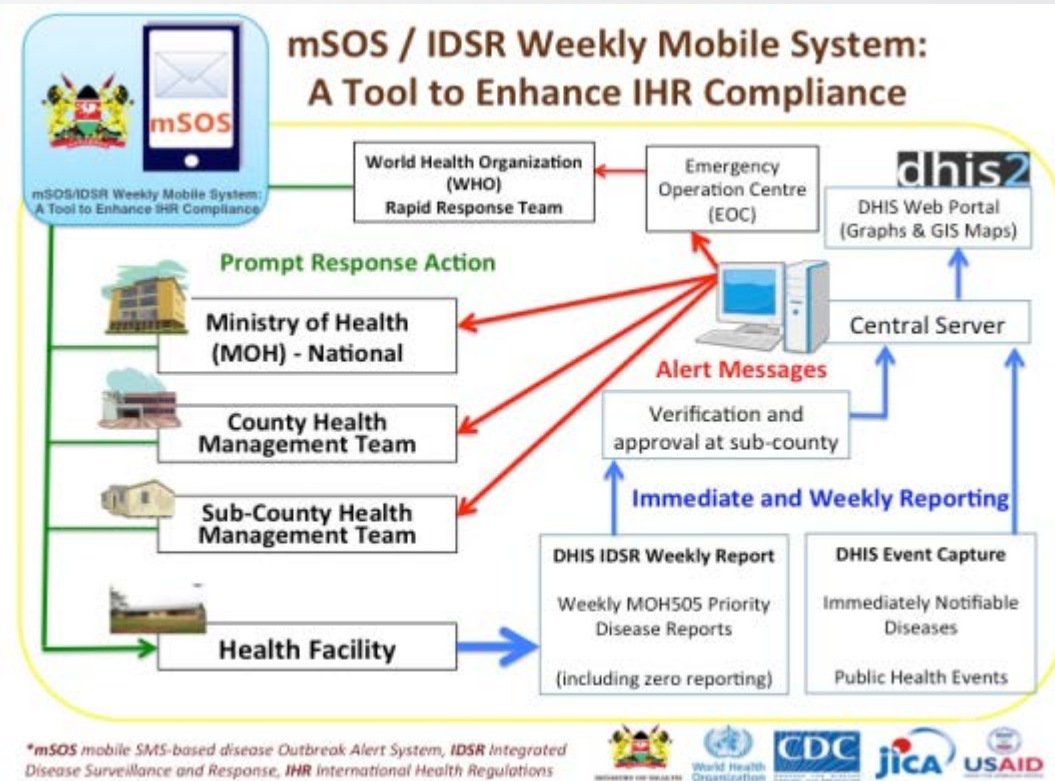 mSOS / IDSR Weekly Mobile System:
A Tool to Enhance IHR Compliance
mSOS
mSOS/IDSR Weekly Mobile System:
A Tool to Enhance IHR Compliance
World Health Organization
(WHO)
Rapid Response Team
Emergency
Operation Centre
(EOC)
dhis2
DHIS Web Portal
(Graphs & GIS Maps)
Prompt Response Action
Ministry of Health
(MOH) - National
Central Server
Alert Messages
County Health
Management Team
Verification and
approval at sub-county
Immediate and Weekly Reporting
Sub-County Health
Management Team
DHIS IDSR Weekly Report
Weekly MOH505 Priority
Disease Reports
(including zero reporting)
DHIS Event Capture
Immediately Notifiable
Diseases
Public Health Events
Health Facility
*mSOS mobile SMS-based disease Outbreak Alert System, IDSR Integrated
Disease Surveillance and Response, IHR International Health Regulations
MINISTRY OF HEALTH
World Health
Organization
CDC
jICA
USAID